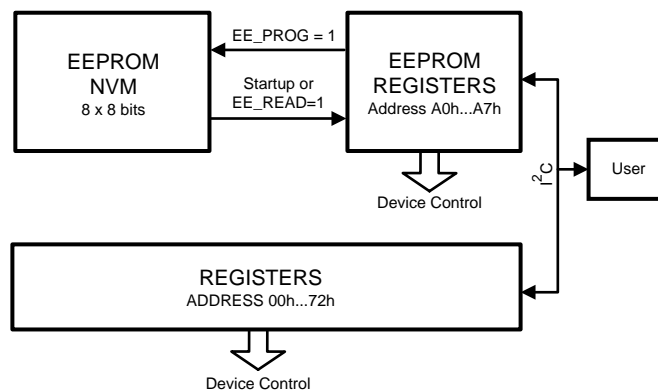 EEPROM
NVM
8 x 8 bits
EE_PROG = 1
Startup or
EE_READ=1
EEPROM
REGISTERS
Address A0h...A7h
Device Control
I²C
User
REGISTERS
ADDRESS 00h...72h
Device Control